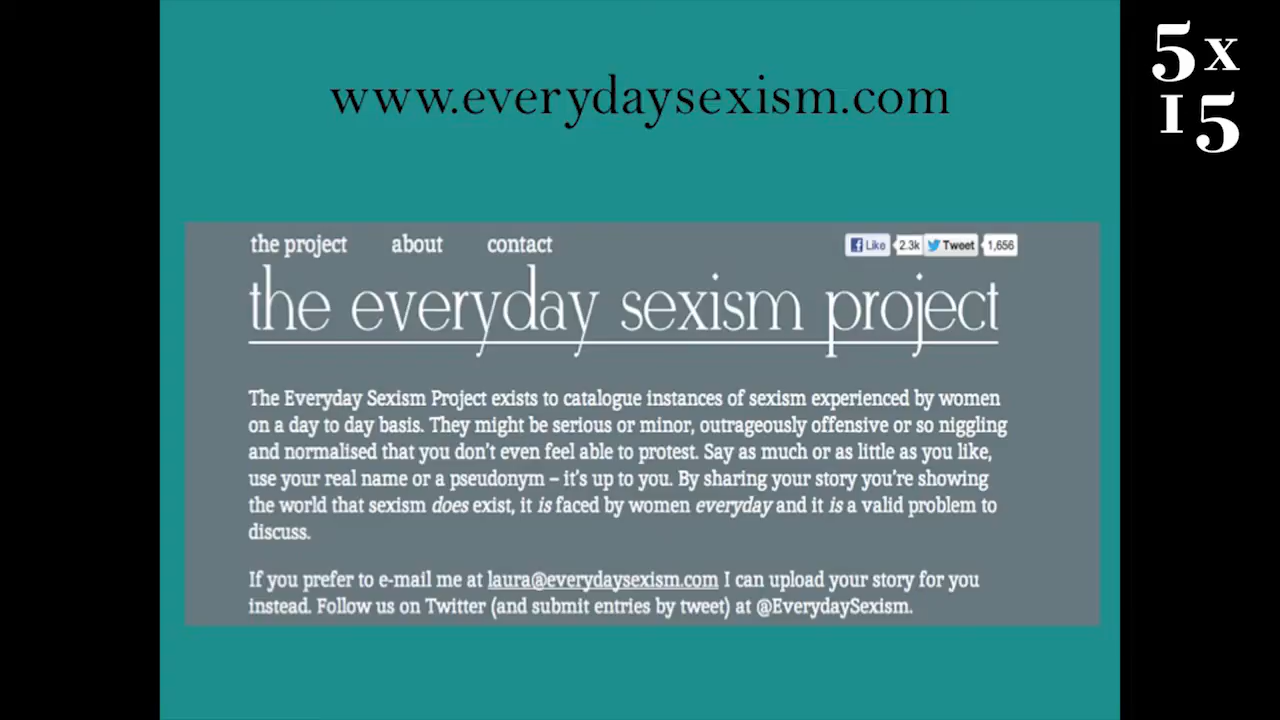 www.everydaysexism.com
5x
15
the project about contact
Like 2.3k Tweet 1,656
the everyday sexism project
The Everyday Sexism Project exists to catalogue instances of sexism experienced by women
on a day to day basis. They might be serious or minor, outrageously offensive or so niggling
and normalised that you don't even feel able to protest. Say as much or as little as you like,
use your real name or a pseudonym – it's up to you. By sharing your story you're showing
the world that sexism does exist, it is faced by women everyday and it is a valid problem to
discuss.
If you prefer to e-mail me at laura@everydaysexism.com I can upload your story for you
instead. Follow us on Twitter (and submit entries by tweet) at @EverydaySexism.